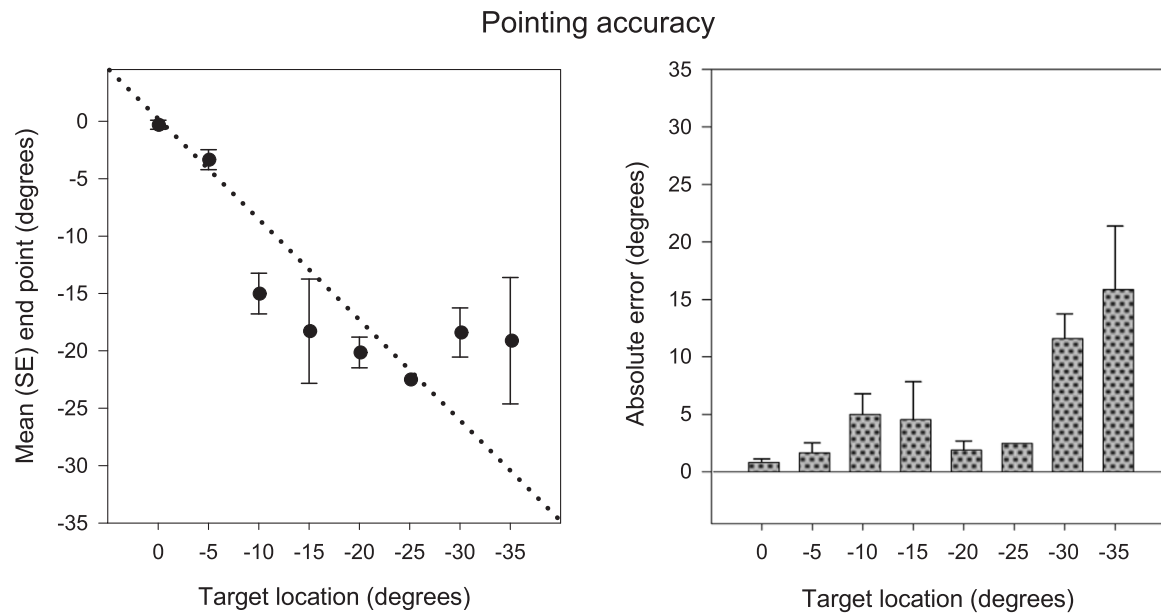 Pointing accuracy
Mean (SE) end point (degrees)
0
-5
-10
-15
-20
-25
-30
-35
0 -5 -10 -15 -20 -25 -30 -35
Target location (degrees)
Absolute error (degrees)
35
30
25
20
15
10
5
0
0 -5 -10 -15 -20 -25 -30 -35
Target location (degrees)